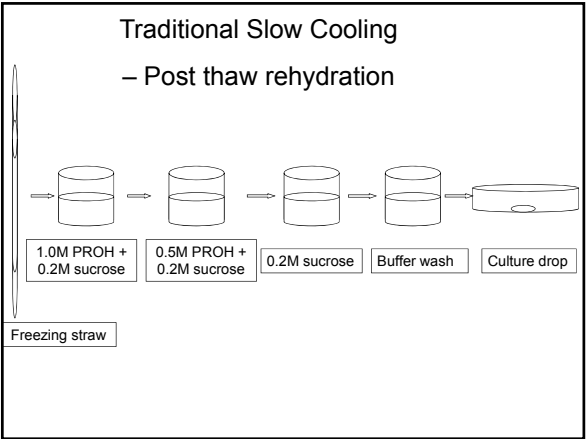 Traditional Slow Cooling
– Post thaw rehydration
1.0M PROH +
0.2M sucrose
0.5M PROH +
0.2M sucrose
0.2M sucrose
Buffer wash
Culture drop
Freezing straw